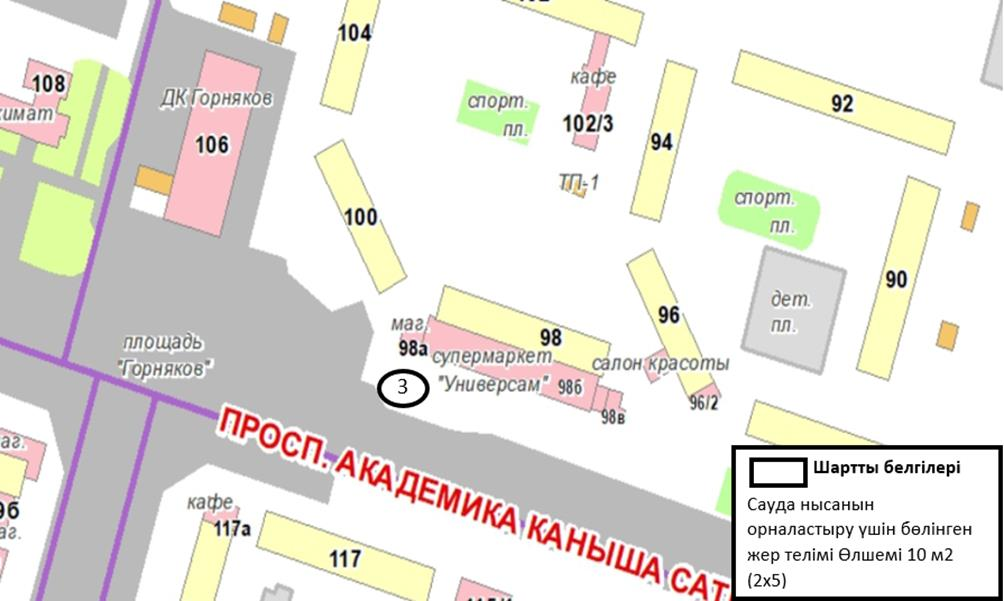 104
108
ДК Горняков
106
спорт.
пл.
кафе
102/3
92
94
ТП-1
100
спорт.
пл.
90
96
дет.
пл.
площадь
"Горняков"
маг.
98а
98
супермаркет
"Универсам"
98б
98в
салон красоты
96/2
3
ПРОСП. АКАДЕМИКА КАНЫША САТ
кафе
117а
117
маг.
9б
Шартты белгілері
Сауда нысанын
орналастыру үшін бөлінген
жер телімі Өлшемі 10 м2
(2х5)